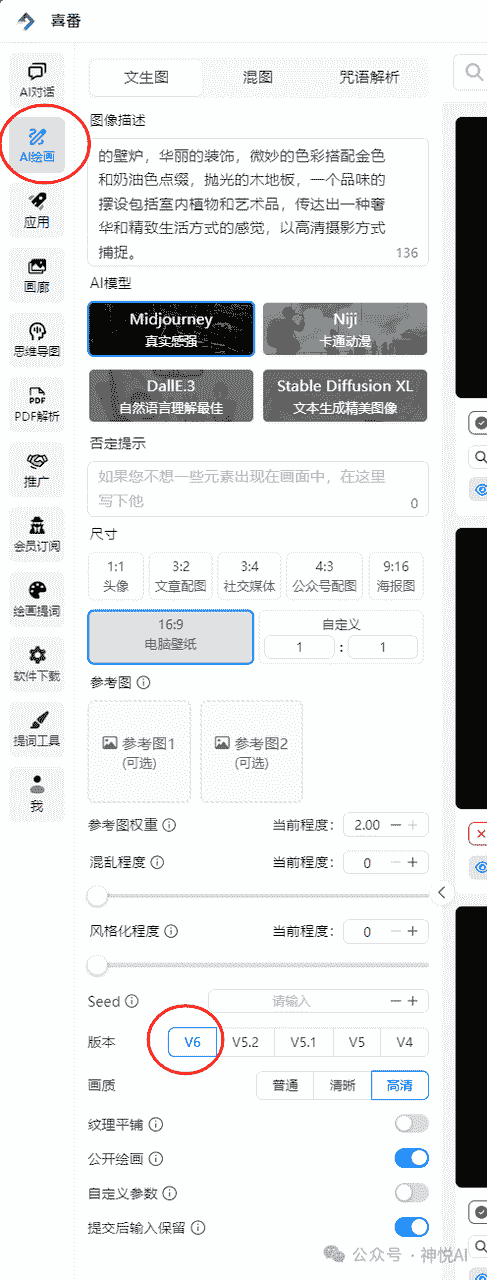 喜番
AI对话
AI绘画
应用
画廊
思维导图
PDF
PDF解析
推广
会员订阅
绘画提词
软件下载
提词工具
我
文生图 混图 咒语解析
图像描述
的壁炉，华丽的装饰，微妙的色彩搭配金色
和奶油色点缀，抛光的木地板，一个品味的
摆设包括室内植物和艺术品，传达出一种奢
华和精致生活方式的感觉，以高清摄影方式
捕捉。
136
AI模型
Midjourney
真实感强
Niji
卡通动漫
DallE.3
自然语言理解最佳
Stable Diffusion XL
文本生成精美图像
否定提示
如果您不想一些元素出现在画面中，在这里
写下他
0
尺寸
1:1
头像
3:2
文章配图
3:4
社交媒体
4:3
公众号配图
9:16
海报图
16:9
电脑壁纸
自定义
1 : 1
参考图
参考图1
(可选)
参考图2
(可选)
参考图权重 当前程度: 2.00
混乱程度 当前程度: 0
风格化程度 当前程度: 0
Seed 请输入
版本 V6 V5.2 V5.1 V5 V4
画质 普通 清晰 高清
纹理平铺
公开绘画
自定义参数
提交后输入保留
公众号 · 神悦AI